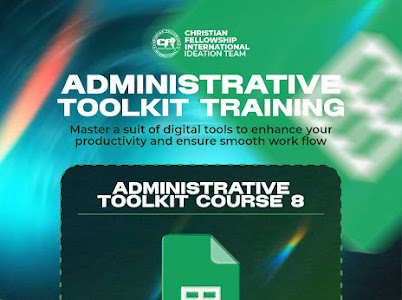 CHRISTIAN
FELLOWSHIP
INTERNATIONAL
IDEATION TEAM
ADMINISTRATIVE
TOOLKIT TRAINING
Master a suit of digital tools to enhance your
productivity and ensure smooth work flow
ADMINISTRATIVE
TOOLKIT COURSE 8